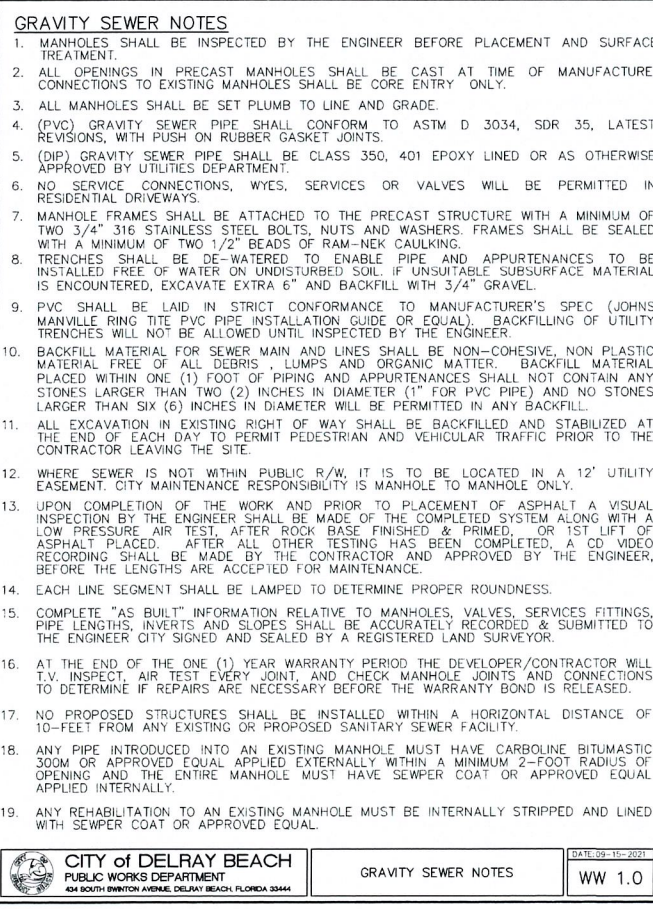 GRAVITY SEWER NOTES
1. MANHOLES SHALL BE INSPECTED BY THE ENGINEER BEFORE PLACEMENT AND SURFACE
TREATMENT.
2. ALL OPENINGS IN PRECAST MANHOLES SHALL BE CAST AT TIME OF MANUFACTURE
CONNECTIONS TO EXISTING MANHOLES SHALL BE CORE ENTRY ONLY.
3. ALL MANHOLES SHALL BE SET PLUMB TO LINE AND GRADE.
4. (PVC) GRAVITY SEWER PIPE SHALL CONFORM TO ASTM D 3034, SDR 35, LATEST
REVISIONS, WITH PUSH ON RUBBER GASKET JOINTS.
5. (DIP) GRAVITY SEWER PIPE SHALL BE CLASS 350, 401 EPOXY LINED OR AS OTHERWISE
APPROVED BY UTILITIES DEPARTMENT.
6. NO SERVICE CONNECTIONS, WYES, SERVICES OR VALVES WILL BE PERMITTED IN
RESIDENTIAL DRIVEWAYS.
7. MANHOLE FRAMES SHALL BE ATTACHED TO THE PRECAST STRUCTURE WITH A MINIMUM OF
TWO 3/4" 316 STAINLESS STEEL BOLTS, NUTS AND WASHERS. FRAMES SHALL BE SEALED
WITH A MINIMUM OF TWO 1/2" BEADS OF RAM-NEK CAULKING.
8. TRENCHES SHALL BE DE-WATERED TO ENABLE PIPE AND APPURTENANCES TO BE
INSTALLED FREE OF WATER ON UNDISTURBED SOIL. IF UNSUITABLE SUBSURFACE MATERIAL
IS ENCOUNTERED, EXCAVATE EXTRA 6" AND BACKFILL WITH 3/4" GRAVEL.
9. PVC SHALL BE LAID IN STRICT CONFORMANCE TO MANUFACTURER'S SPEC (JOHNS
MANVILLE RING TITE PVC PIPE INSTALLATION GUIDE OR EQUAL). BACKFILLING OF UTILITY
TRENCHES WILL NOT BE ALLOWED UNTIL INSPECTED BY THE ENGINEER.
10. BACKFILL MATERIAL FOR SEWER MAIN AND LINES SHALL BE NON-COHESIVE, NON PLASTIC
MATERIAL FREE OF ALL DEBRIS , LUMPS AND ORGANIC MATTER. BACKFILL MATERIAL
PLACED WITHIN ONE (1) FOOT OF PIPING AND APPURTENANCES SHALL NOT CONTAIN ANY
STONES LARGER THAN TWO (2) INCHES IN DIAMETER (1" FOR PVC PIPE) AND NO STONES
LARGER THAN SIX (6) INCHES IN DIAMETER WILL BE PERMITTED IN ANY BACKFILL.
11. ALL EXCAVATION IN EXISTING RIGHT OF WAY SHALL BE BACKFILLED AND STABILIZED AT
THE END OF EACH DAY TO PERMIT PEDESTRIAN AND VEHICULAR TRAFFIC PRIOR TO THE
CONTRACTOR LEAVING THE SITE.
12. WHERE SEWER IS NOT WITHIN PUBLIC R/W, IT IS TO BE LOCATED IN A 12' UTILITY
EASEMENT. CITY MAINTENANCE RESPONSIBILITY IS MANHOLE TO MANHOLE ONLY.
13. UPON COMPLETION OF THE WORK AND PRIOR TO PLACEMENT OF ASPHALT A VISUAL
INSPECTION BY THE ENGINEER SHALL BE MADE OF THE COMPLETED SYSTEM ALONG WITH A
LOW PRESSURE AIR TEST, AFTER ROCK BASE FINISHED & PRIMED, OR 1ST LIFT OF
ASPHALT PLACED. AFTER ALL OTHER TESTING HAS BEEN COMPLETED, A CD VIDEO
RECORDING SHALL BE MADE BY THE CONTRACTOR AND APPROVED BY THE ENGINEER,
BEFORE THE LENGTHS ARE ACCEPTED FOR MAINTENANCE.
14. EACH LINE SEGMENT SHALL BE LAMPED TO DETERMINE PROPER ROUNDNESS.
15. COMPLETE "AS BUILT" INFORMATION RELATIVE TO MANHOLES, VALVES, SERVICES FITTINGS,
PIPE LENGTHS, INVERTS AND SLOPES SHALL BE ACCURATELY RECORDED & SUBMITTED TO
THE ENGINEER CITY SIGNED AND SEALED BY A REGISTERED LAND SURVEYOR.
16. AT THE END OF THE ONE (1) YEAR WARRANTY PERIOD THE DEVELOPER/CONTRACTOR WILL
T.V. INSPECT, AIR TEST EVERY JOINT, AND CHECK MANHOLE JOINTS AND CONNECTIONS
TO DETERMINE IF REPAIRS ARE NECESSARY BEFORE THE WARRANTY BOND IS RELEASED.
17. NO PROPOSED STRUCTURES SHALL BE INSTALLED WITHIN A HORIZONTAL DISTANCE OF
10-FEET FROM ANY EXISTING OR PROPOSED SANITARY SEWER FACILITY.
18. ANY PIPE INTRODUCED INTO AN EXISTING MANHOLE MUST HAVE CARBOLINE BITUMASTIC
300M OR APPROVED EQUAL APPLIED EXTERNALLY WITHIN A MINIMUM 2-FOOT RADIUS OF
OPENING AND THE ENTIRE MANHOLE MUST HAVE SEWPER COAT OR APPROVED EQUAL
APPLIED INTERNALLY.
19. ANY REHABILITATION TO AN EXISTING MANHOLE MUST BE INTERNALLY STRIPPED AND LINED
WITH SEWPER COAT OR APPROVED EQUAL.
CITY of DELRAY BEACH
PUBLIC WORKS DEPARTMENT
434 SOUTH SWINTON AVENUE, DELRAY BEACH, FLORIDA 33444
GRAVITY SEWER NOTES
DATE:09-15-2021
WW 1.0